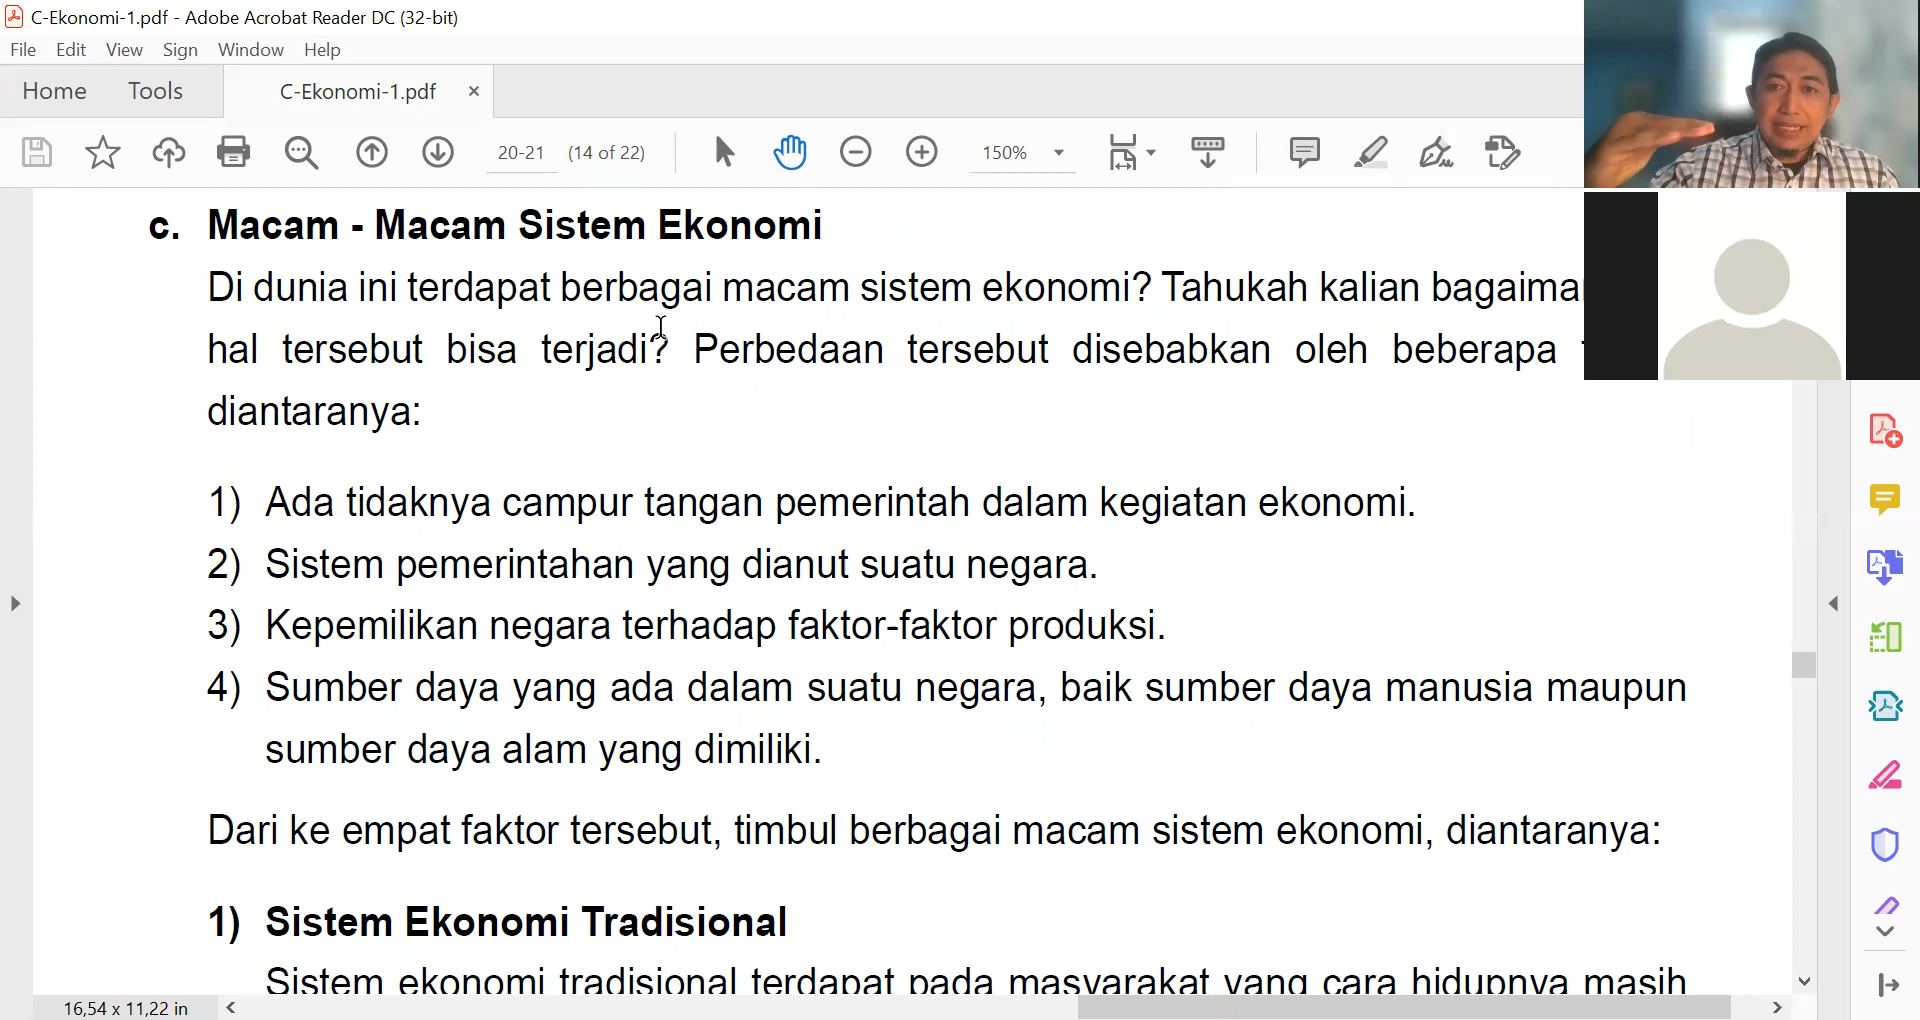 C-Ekonomi-1.pdf - Adobe Acrobat Reader DC (32-bit)
File Edit View Sign Window Help
Home Tools C-Ekonomi-1.pdf ×
20-21 (14 of 22) 150%
c. Macam - Macam Sistem Ekonomi
Di dunia ini terdapat berbagai macam sistem ekonomi? Tahukah kalian
hal tersebut bisa terjadi? Perbedaan tersebut disebabkan oleh beberapa
diantaranya:
1) Ada tidaknya campur tangan pemerintah dalam kegiatan ekonomi.
2) Sistem pemerintahan yang dianut suatu negara.
3) Kepemilikan negara terhadap faktor-faktor produksi.
4) Sumber daya yang ada dalam suatu negara, baik sumber daya manusia maupun
sumber daya alam yang dimiliki.
Dari ke empat faktor tersebut, timbul berbagai macam sistem ekonomi, diantaranya:
1) Sistem Ekonomi Tradisional
Sistem ekonomi tradisional terdapat pada masyarakat yang cara hidupnya masih
16,54 x 11,22 in